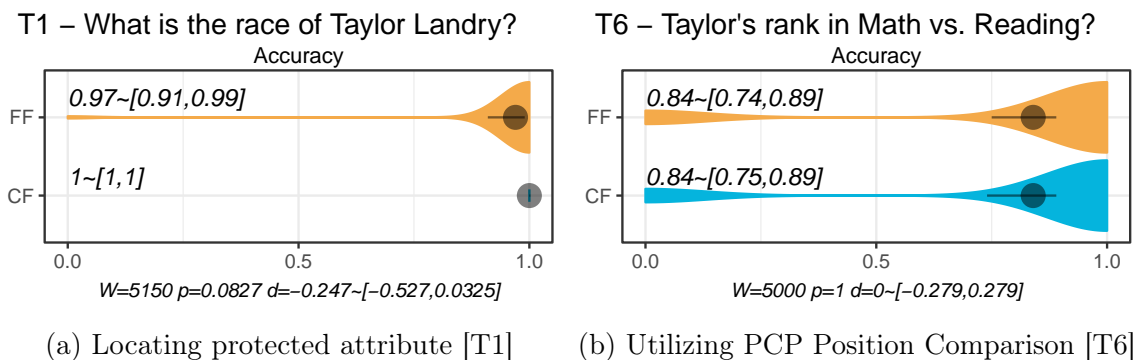 T1 – What is the race of Taylor Landry?
Accuracy
FF
0.97~[0.91,0.99]
CF
1~[1,1]
0.0 0.5 1.0
W=5150 p=0.0827 d=−0.247~[−0.527,0.0325]
(a) Locating protected attribute [T1]
T6 – Taylor's rank in Math vs. Reading?
Accuracy
FF
0.84~[0.74,0.89]
CF
0.84~[0.75,0.89]
0.0 0.5 1.0
W=5000 p=1 d=0~[−0.279,0.279]
(b) Utilizing PCP Position Comparison [T6]